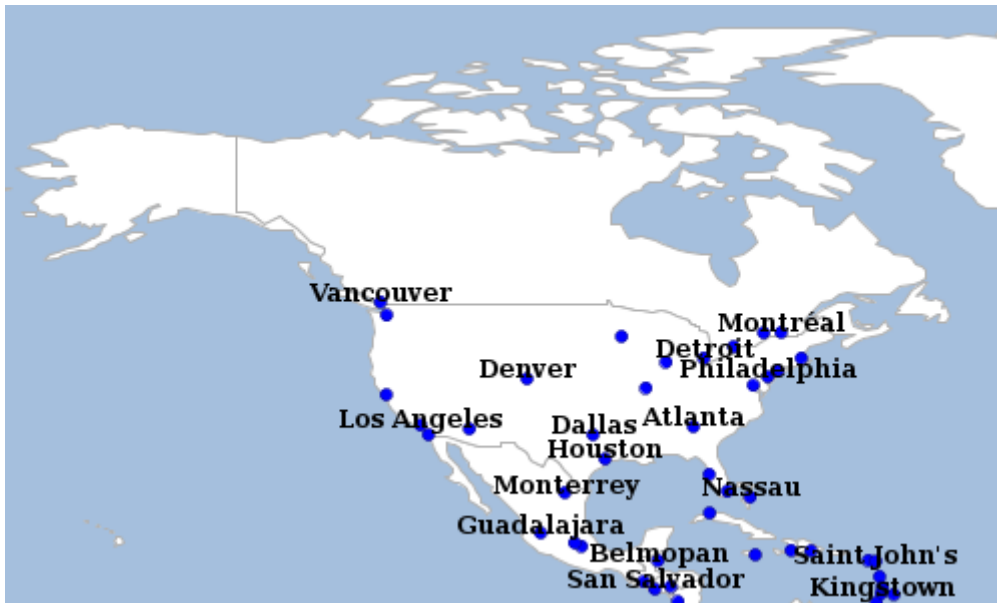 Vancouver
Montréal
Detroit
Denver
Philadelphia
Los Angeles
Dallas
Atlanta
Houston
Monterrey
Nassau
Guadalajara
Belmopan
Saint John's
San Salvador
Kingstown